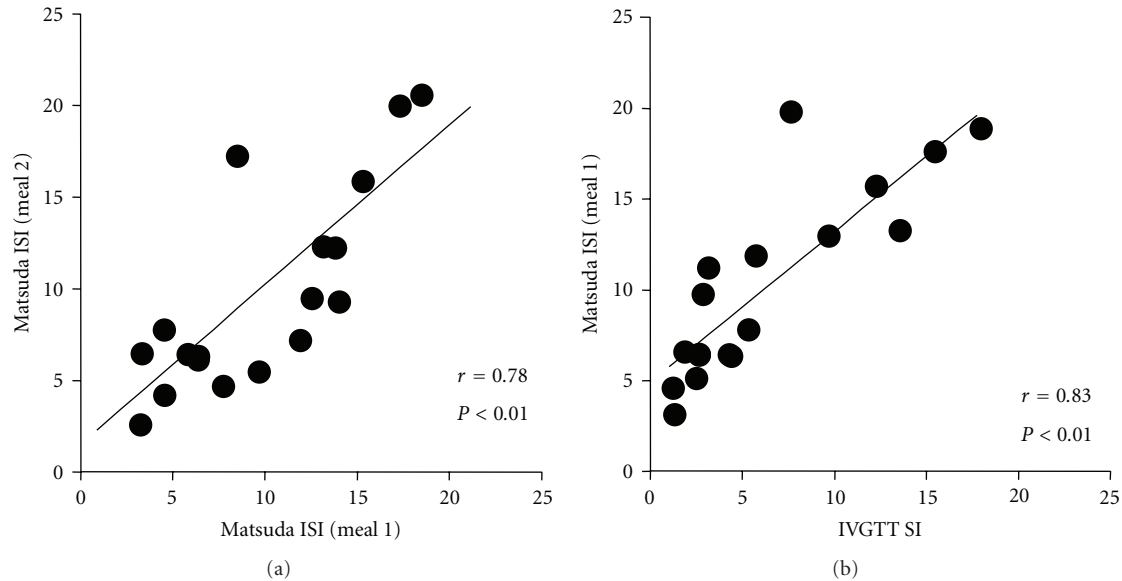 25
20
15
10
5
0
Matsuda ISI (meal 2)
r = 0.78
P < 0.01
0 5 10 15 20 25
Matsuda ISI (meal 1)
(a)
25
20
15
10
5
0
Matsuda ISI (meal 1)
r = 0.83
P < 0.01
0 5 10 15 20 25
IVGTT SI
(b)